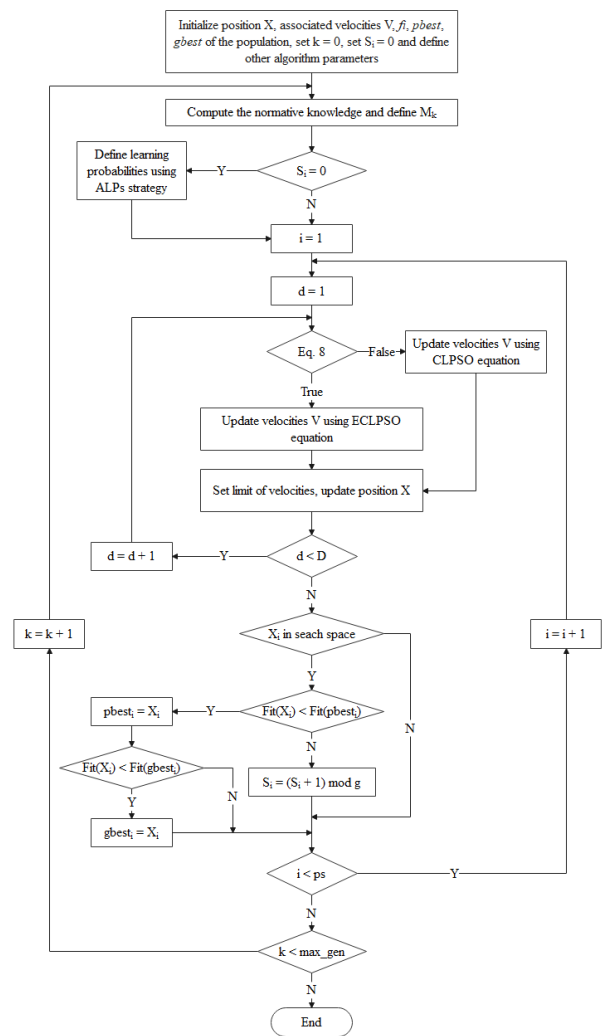 Initialize position X, associated velocities V, fi, pbest,
gbest of the population, set k = 0, set Si = 0 and define
other algorithm parameters
Compute the normative knowledge and define Mk
Define learning
probabilities using
ALPs strategy
Y
Si = 0
N
i = 1
d = 1
Eq. 8
False
Update velocities V using
CLPSO equation
True
Update velocities V using ECLPSO
equation
Set limit of velocities, update position X
d = d + 1
Y
d < D
N
k = k + 1
Xi in seach space
i = i + 1
Y
pbesti = Xi
Y
Fit(Xi) < Fit(pbesti)
N
N
Fit(Xi) < Fit(gbesti)
N
Si = (Si + 1) mod g
Y
gbesti = Xi
i < ps
Y
N
k < max_gen
N
End